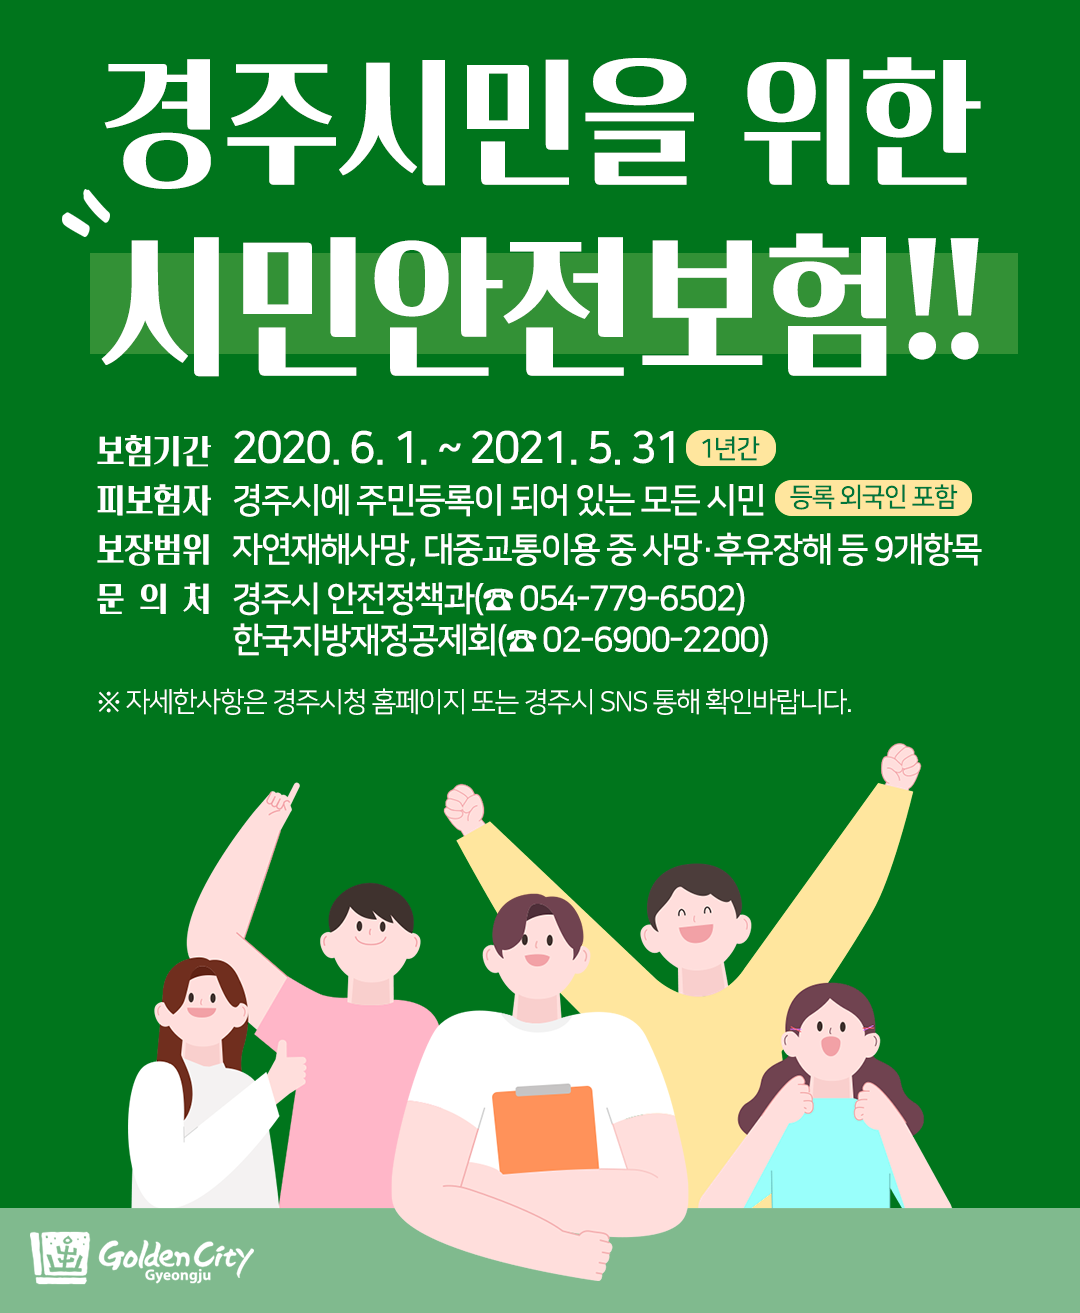 경주시민을 위한
시민안전보험!!
보험기간 2020. 6. 1. ~ 2021. 5. 31 1년간
피보험자 경주시에 주민등록이 되어 있는 모든 시민 등록 외국인 포함
보장범위 자연재해사망, 대중교통이용 중 사망·후유장해 등 9개항목
문 의 처 경주시 안전정책과(☎ 054-779-6502)
한국지방재정공제회(☎ 02-6900-2200)
※ 자세한사항은 경주시청 홈페이지 또는 경주시 SNS 통해 확인바랍니다.
Golden City
Gyeongju